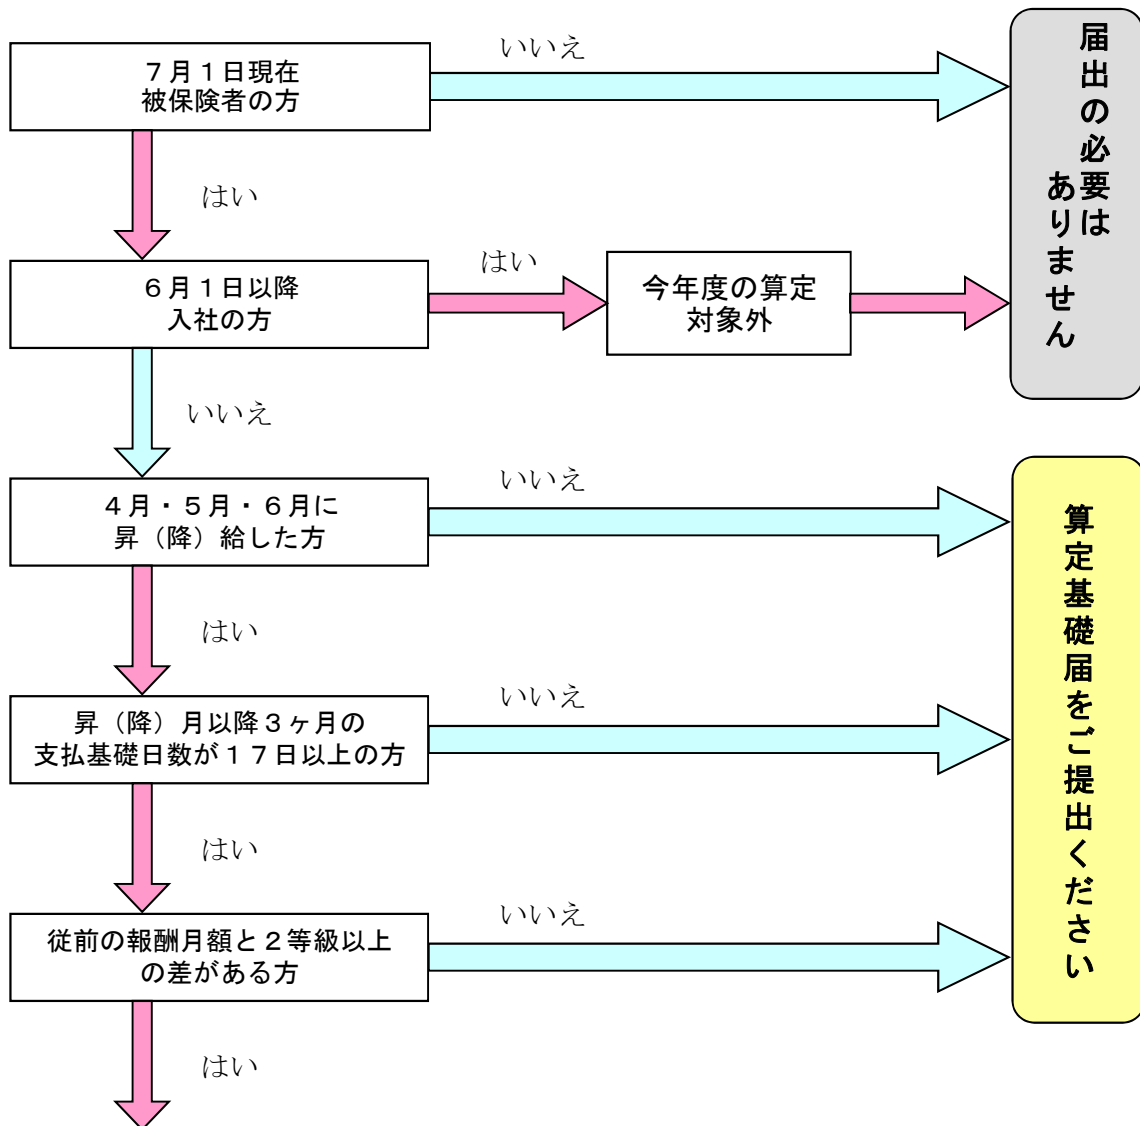 ７月１日現在
被保険者の方
いいえ
届出の必要は
ありません
はい
６月１日以降
入社の方
はい
今年度の算定
対象外
いいえ
４月・５月・６月に
昇（降）給した方
いいえ
算定基礎届をご提出ください
はい
昇（降）月以降３ヶ月の
支払基礎日数が１７日以上の方
いいえ
はい
従前の報酬月額と２等級以上
の差がある方
いいえ
はい